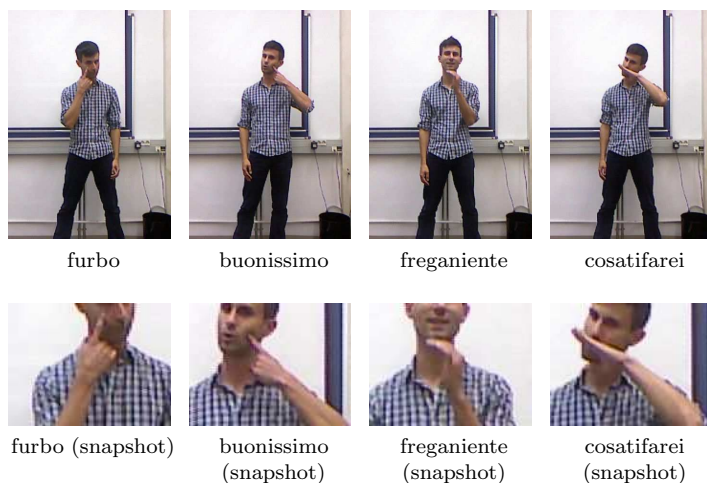 furbo
buonissimo
freganiente
cosatifarei
furbo (snapshot)
buonissimo
(snapshot)
freganiente
(snapshot)
cosatifarei
(snapshot)